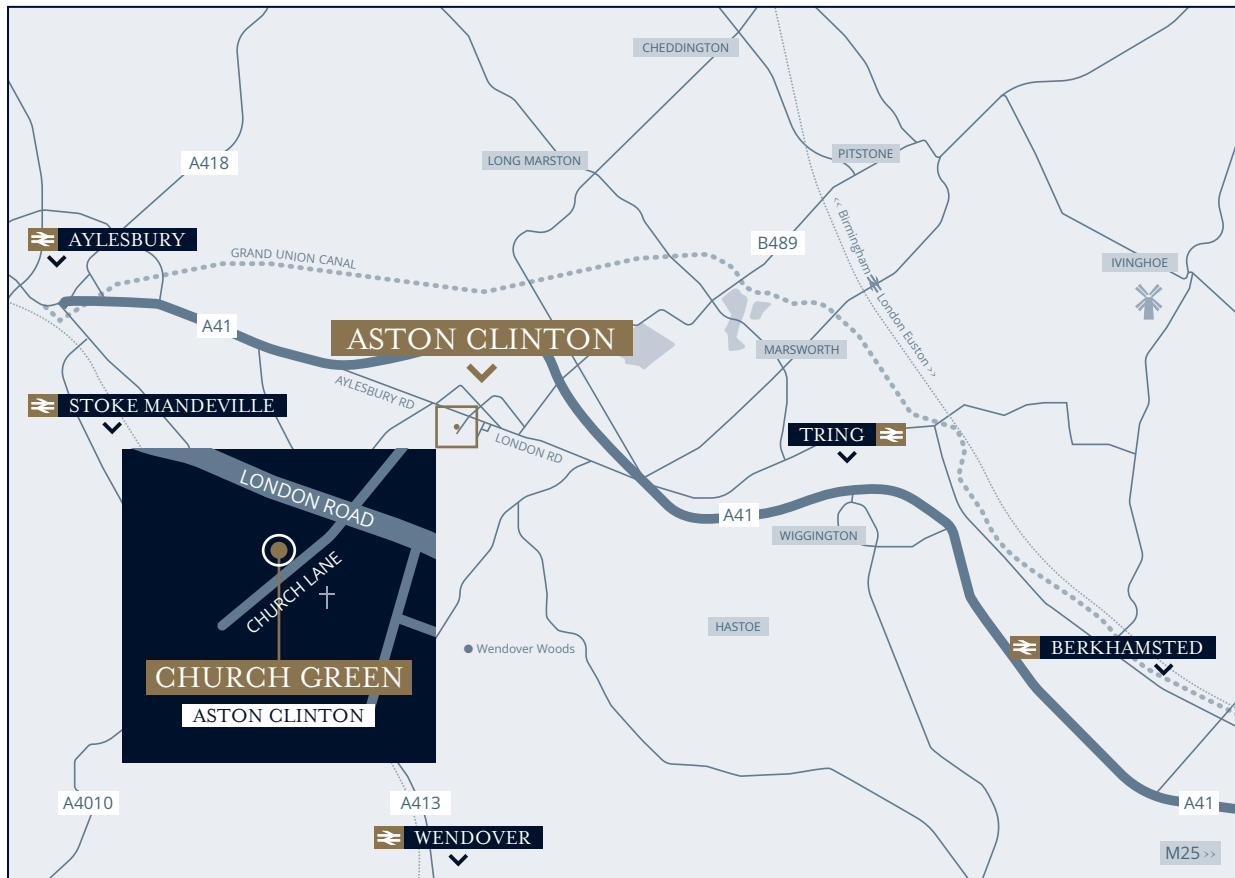 CHEDDINGTON
PITSTONE
LONG MARSTON
A418
<< Birmingham
London Euston >>
AYLESBURY
B489
GRAND UNION CANAL
IVINGHOE
A41
ASTON CLINTON
MARSWORTH
AYLESBURY RD
STOKE MANDEVILLE
TRING
LONDON RD
LONDON ROAD
A41
WIGGINGTON
CHURCH LANE
HASTOE
Wendover Woods
BERKHAMSTED
CHURCH GREEN
ASTON CLINTON
A4010
A413
A41
WENDOVER
M25 >>